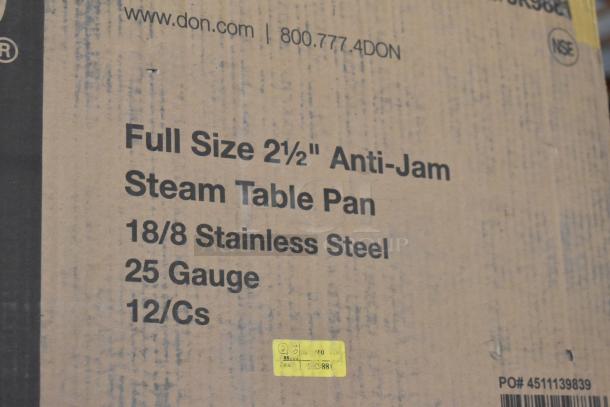 www.don.com | 800.777.4DON
NSF
®
Full Size 2½" Anti-Jam
Steam Table Pan
18/8 Stainless Steel
25 Gauge
12/Cs
PO# 4511139839